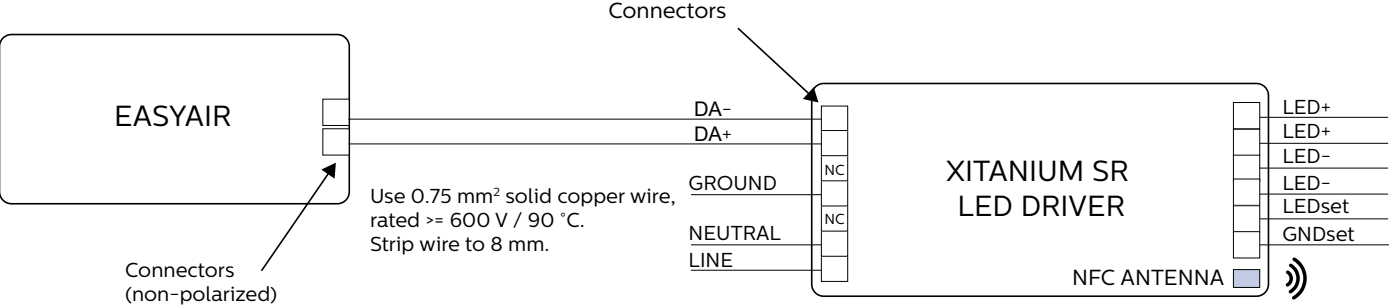 Connectors
EASYAIR
DA-
DA+
NC
GROUND
NC
NEUTRAL
LINE
Use 0.75 mm² solid copper wire,
rated >= 600 V / 90 °C.
Strip wire to 8 mm.
Connectors
(non-polarized)
XITANIUM SR
LED DRIVER
LED+
LED+
LED-
LED-
LEDset
GNDset
NFC ANTENNA